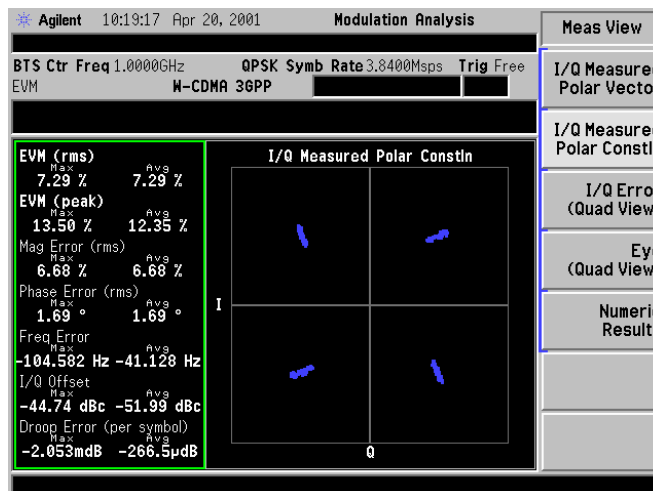 Agilent 10:19:17 Apr 20, 2001 Modulation Analysis
Meas View
BTS Ctr Freq 1.0000GHz QPSK Symb Rate 3.8400Msps Trig Free
EVM W-CDMA 3GPP
I/Q Measured
Polar Vecto
I/Q Measured
Polar Constl
I/Q Erro
(Quad View
Ey
(Quad View
Numeri
Result
EVM (rms)
Max Avg
7.29 % 7.29 %
EVM (peak)
Max Avg
13.50 % 12.35 %
Mag Error (rms)
Max Avg
6.68 % 6.68 %
Phase Error (rms)
Max Avg
1.69 ° 1.69 °
Freq Error
Max Avg
-104.582 Hz -41.128 Hz
I/Q Offset
Max Avg
-44.74 dBc -51.99 dBc
Droop Error (per symbol)
Max Avg
-2.053mdB -266.5µdB
I/Q Measured Polar Constln
I
Q